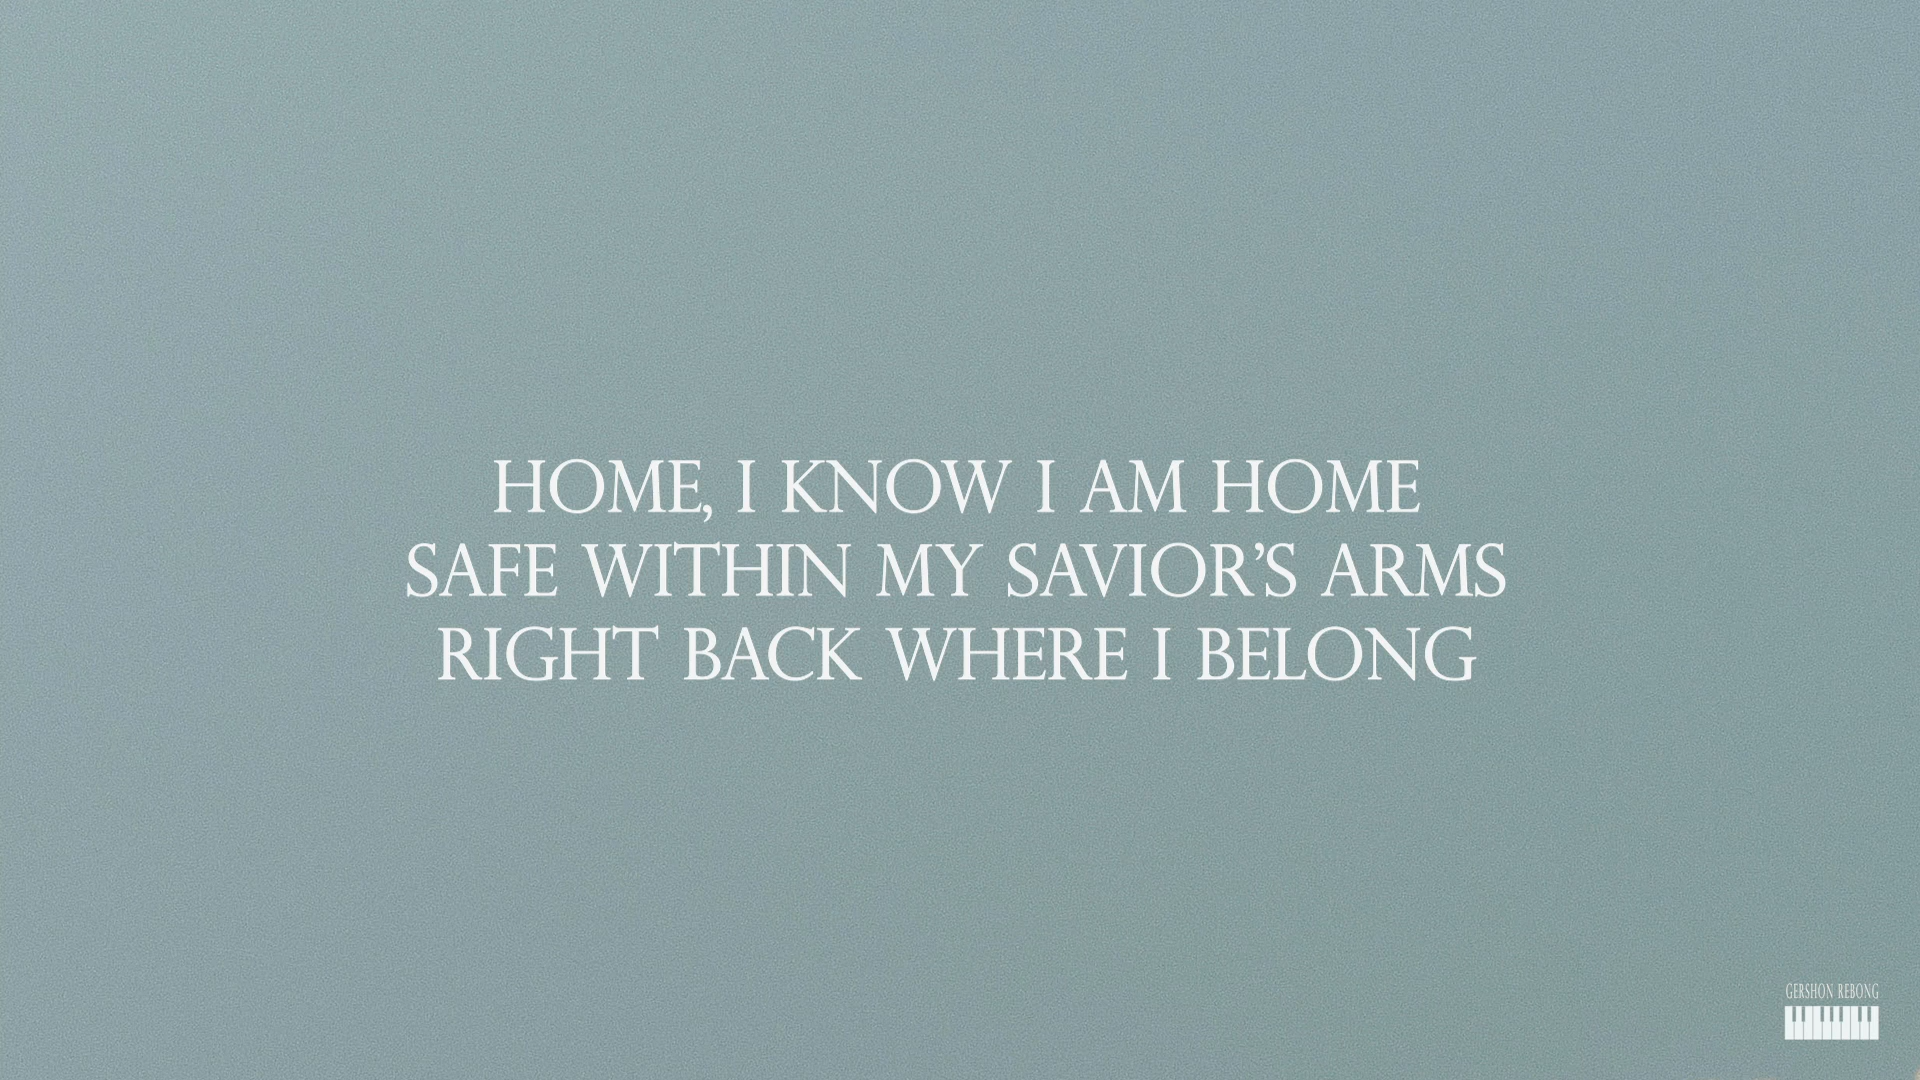 HOME, I KNOW I AM HOME
SAFE WITHIN MY SAVIOR’S ARMS
RIGHT BACK WHERE I BELONG
GERSHON REBONG